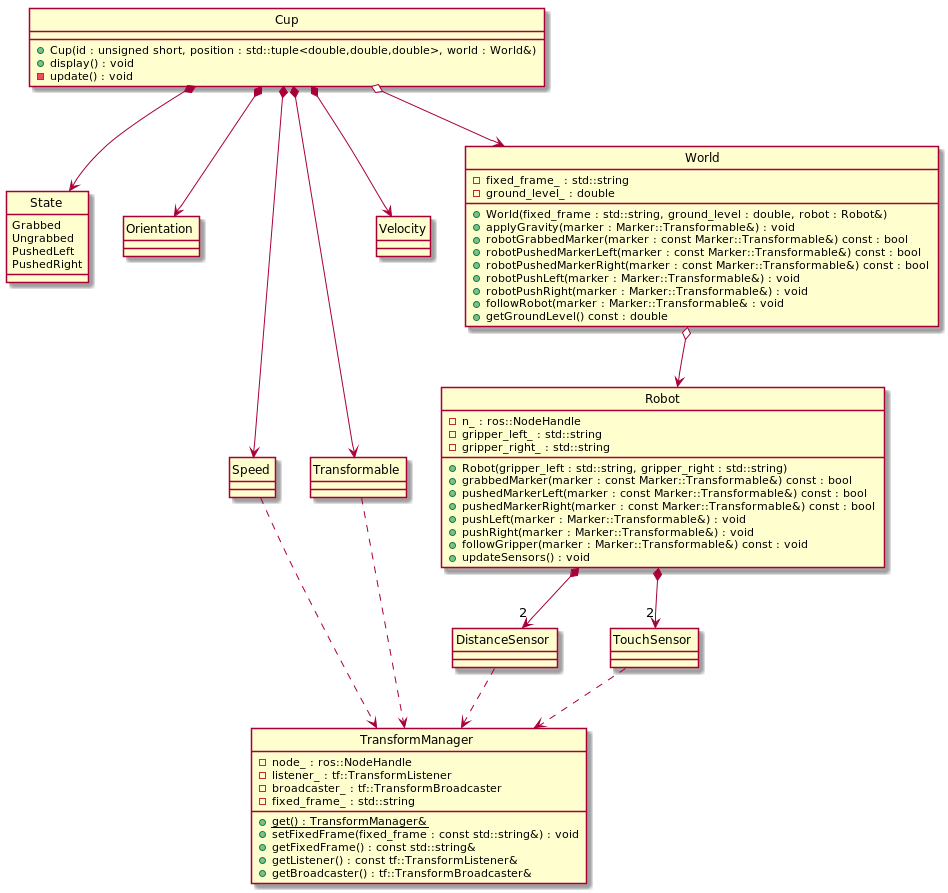 Cup
Cup(id : unsigned short, position : std::tuple<double,double,double>, world : World&)
display() : void
update() : void
World
fixed_frame_ : std::string
ground_level_ : double
World(fixed_frame : std::string, ground_level : double, robot : Robot&)
applyGravity(marker : Marker::Transformable&) : void
robotGrabbedMarker(marker : const Marker::Transformable&) const : bool
robotPushedMarkerLeft(marker : const Marker::Transformable&) const : bool
robotPushedMarkerRight(marker : const Marker::Transformable&) const : bool
robotPushLeft(marker : Marker::Transformable&) : void
robotPushRight(marker : Marker::Transformable&) : void
followRobot(marker : Marker::Transformable& : void
getGroundLevel() const : double
State
Grabbed
Ungrabbed
PushedLeft
PushedRight
Orientation
Velocity
Robot
n_ : ros::NodeHandle
gripper_left_ : std::string
gripper_right_ : std::string
Robot(gripper_left : std::string, gripper_right : std::string)
grabbedMarker(marker : const Marker::Transformable&) const : bool
pushedMarkerLeft(marker : const Marker::Transformable&) const : bool
pushedMarkerRight(marker : const Marker::Transformable&) const : bool
pushLeft(marker : Marker::Transformable&) : void
pushRight(marker : Marker::Transformable&) : void
followGripper(marker : Marker::Transformable&) const : void
updateSensors() : void
Speed
Transformable
2
2
DistanceSensor
TouchSensor
TransformManager
node_ : ros::NodeHandle
listener_ : tf::TransformListener
broadcaster_ : tf::TransformBroadcaster
fixed_frame_ : std::string
get() : TransformManager&
setFixedFrame(fixed_frame : const std::string&) : void
getFixedFrame() : const std::string&
getListener() : const tf::TransformListener&
getBroadcaster() : tf::TransformBroadcaster&